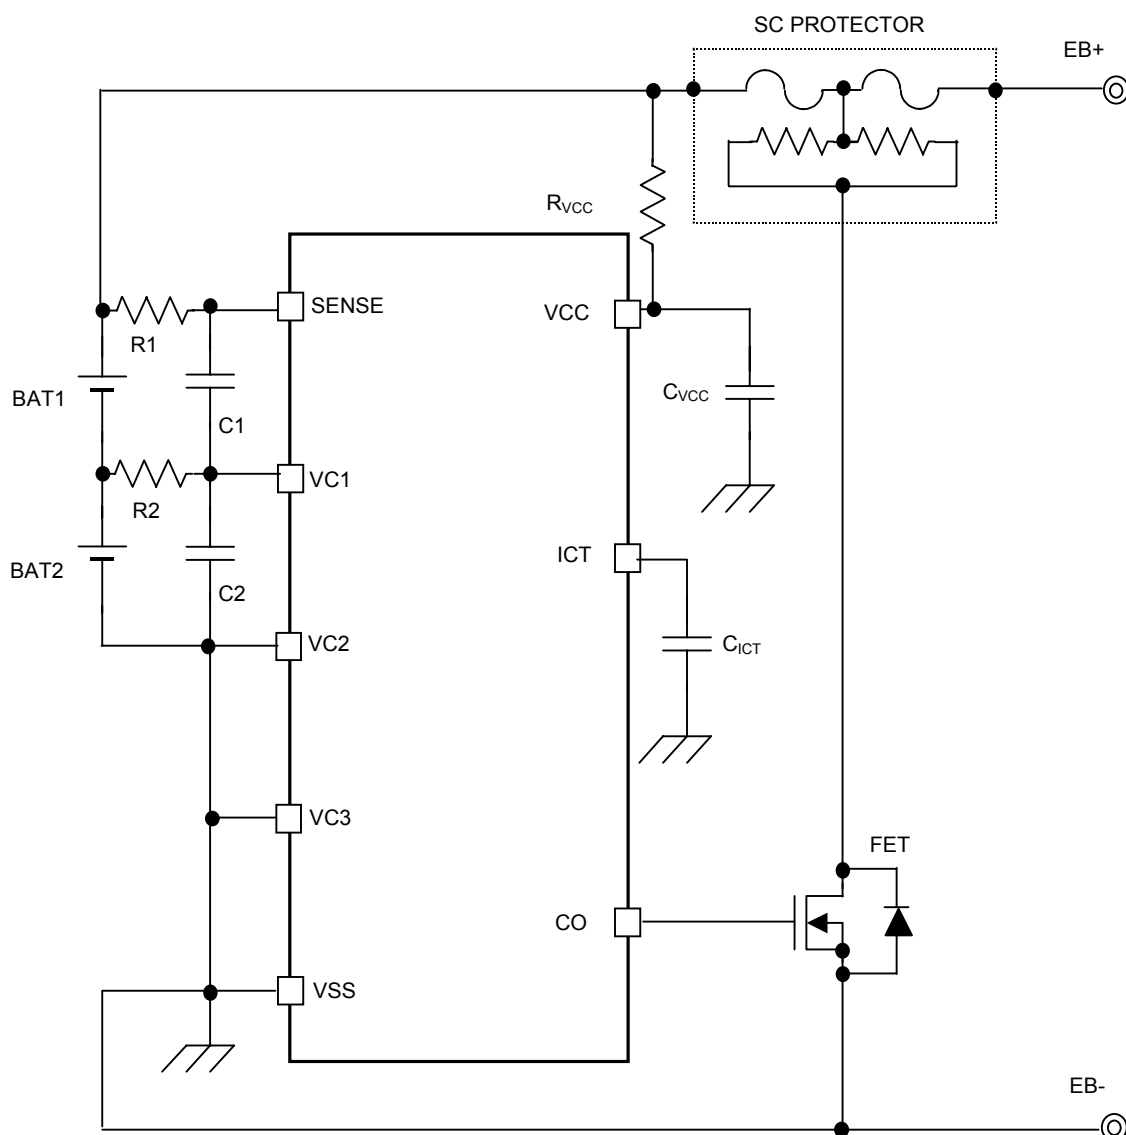 SC PROTECTOR
EB+
RVCC
SENSE
VCC
R1
BAT1
CVCC
C1
VC1
R2
ICT
BAT2
C2
VC2
CICT
VC3
FET
CO
VSS
EB-